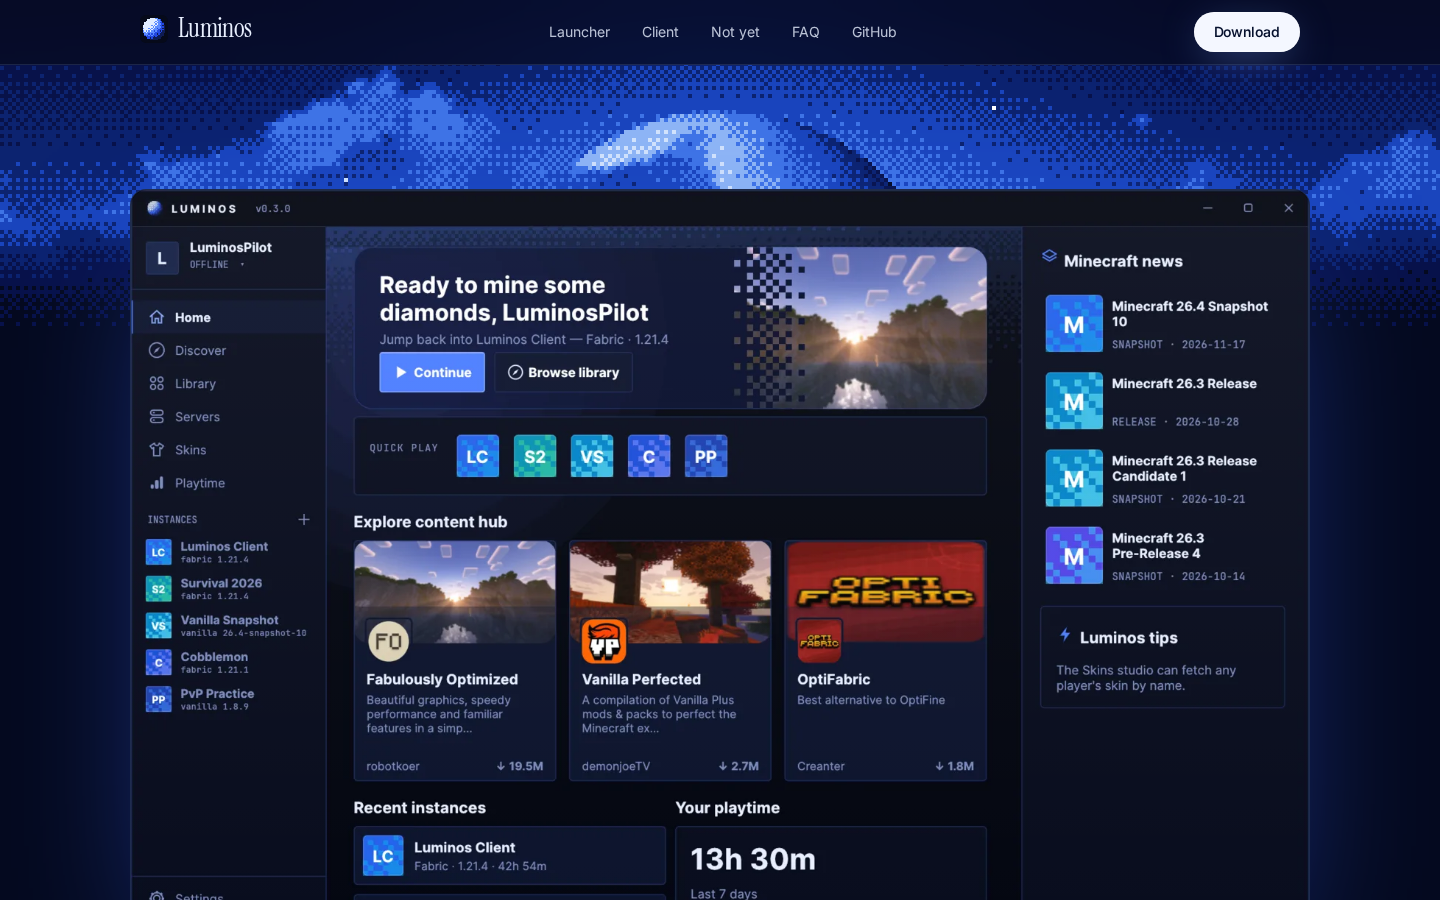 Luminos
Launcher
Client
Not yet
FAQ
GitHub
Download
LUMINOS v0.3.0
L
LuminosPilot
OFFLINE
Home
Discover
Library
Servers
Skins
Playtime
INSTANCES
LC
Luminos Client
fabric 1.21.4
S2
Survival 2026
fabric 1.21.4
VS
Vanilla Snapshot
vanilla 26.4-snapshot-10
C
Cobblemon
fabric 1.21.1
PP
PvP Practice
vanilla 1.8.9
Settings
Ready to mine some
diamonds, LuminosPilot
Jump back into Luminos Client — Fabric · 1.21.4
Continue
Browse library
QUICK PLAY
LC
S2
VS
C
PP
Explore content hub
FO
Fabulously Optimized
Beautiful graphics, speedy
performance and familiar
features in a simp...
robotkoer
19.5M
VP
Vanilla Perfected
A compilation of Vanilla Plus
mods & packs to perfect the
Minecraft ex...
demonjoeTV
2.7M
OPTI
FABRIC
OPTI
FABRIC
OptiFabric
Best alternative to OptiFine
Creanter
1.8M
Recent instances
LC
Luminos Client
Fabric · 1.21.4 · 42h 54m
Your playtime
13h 30m
Last 7 days
Minecraft news
M
Minecraft 26.4 Snapshot
10
SNAPSHOT · 2026-11-17
M
Minecraft 26.3 Release
RELEASE · 2026-10-28
M
Minecraft 26.3 Release
Candidate 1
SNAPSHOT · 2026-10-21
M
Minecraft 26.3
Pre-Release 4
SNAPSHOT · 2026-10-14
Luminos tips
The Skins studio can fetch any
player's skin by name.